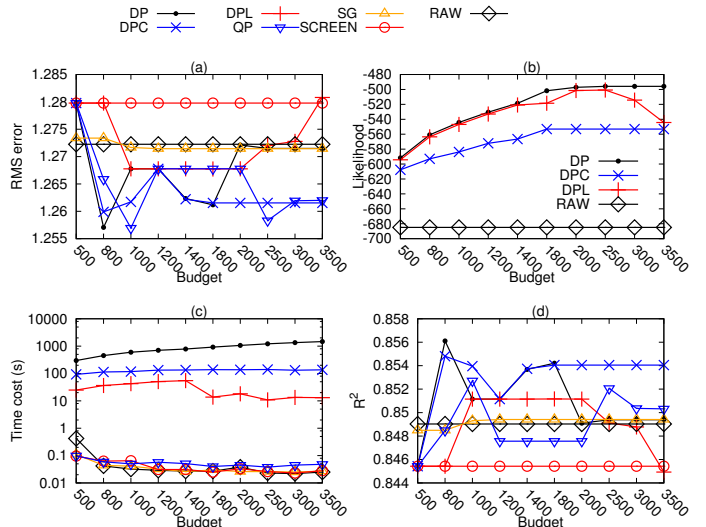 DP DPL SG RAW
DPC QP SCREEN
(a)
RMS error
1.285
1.28
1.275
1.27
1.265
1.26
1.255
500 800 1000 1200 1400 1800 2000 2500 3000 3500
Budget
(b)
Likelihood
-480
-500
-520
-540
-560
-580
-600
-620
-640
-660
-680
-700
DP
DPC
DPL
RAW
500 800 1000 1200 1400 1800 2000 2500 3000 3500
Budget
(c)
Time cost (s)
10000
1000
100
10
1
0.1
0.01
500 800 1000 1200 1400 1800 2000 2500 3000 3500
Budget
(d)
R²
0.856
0.854
0.852
0.85
0.848
0.846
0.844
500 800 1000 1200 1400 1800 2000 2500 3000 3500
Budget